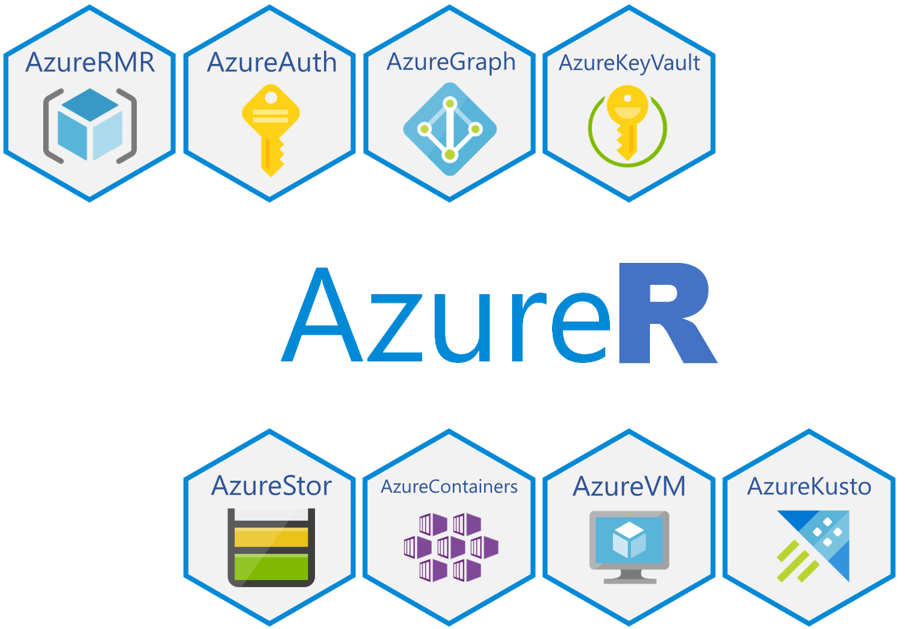 AzureRMR
AzureAuth
AzureGraph
AzureKeyVault
AzureR
AzureStor
AzureContainers
AzureVM
AzureKusto